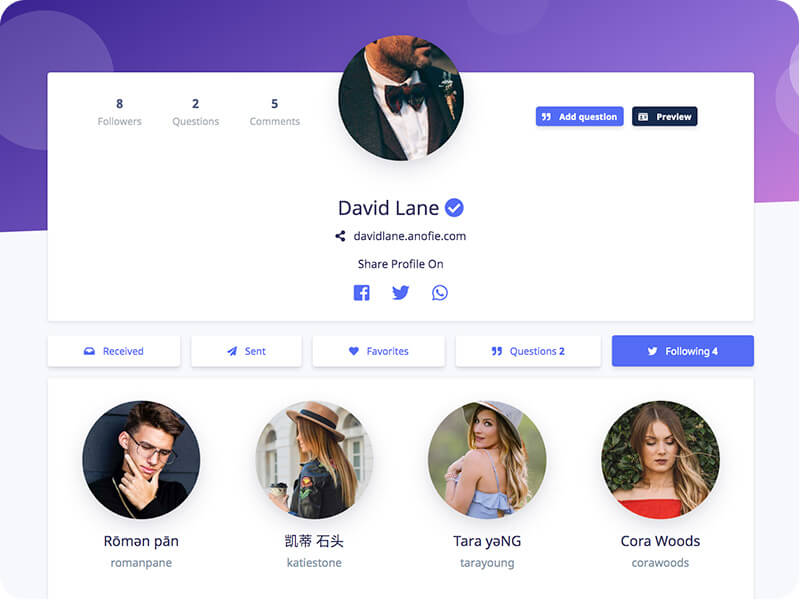 8 2 5
Followers Questions Comments
Add question Preview
David Lane
davidlane.anofie.com
Share Profile On
Received Sent Favorites Questions 2 Following 4
Rōmən pān 凯蒂 石头 Tara yəNG Cora Woods
romanpane katiestone tarayoung corawoods